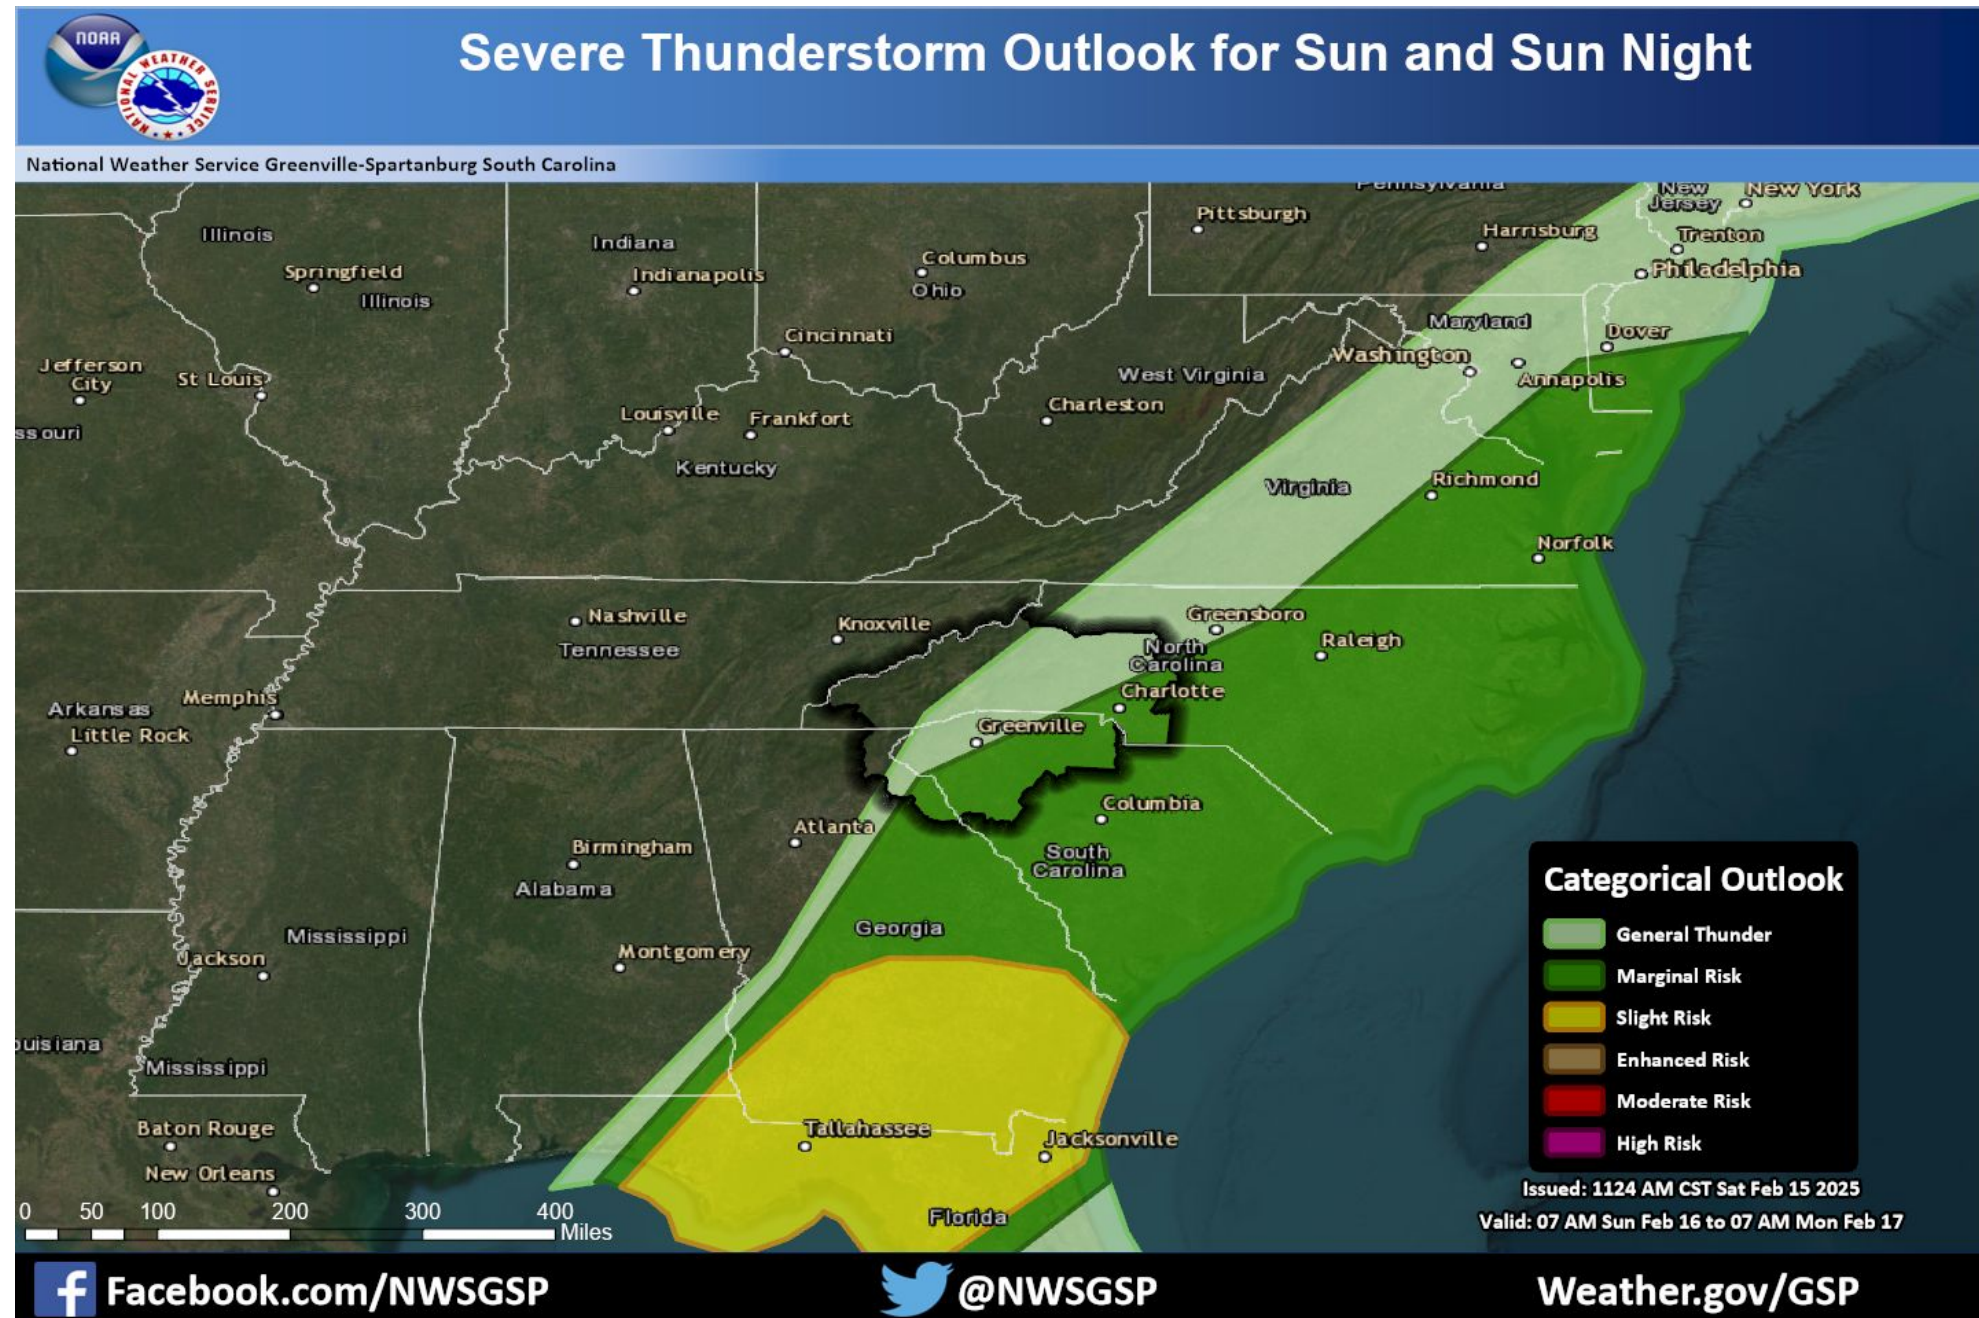 NOAA
NATIONAL WEATHER SERVICE
Severe Thunderstorm Outlook for Sun and Sun Night
National Weather Service Greenville-Spartanburg South Carolina
Pennsylvania
New
Jersey
New York
Pittsburgh
Harrisburg
Trenton
Philadelphia
Illinois
Indiana
Columbus
Ohio
Springfield
Illinois
Indianapolis
Cincinnati
Maryland
Dover
Washington
Annapolis
Jefferson
City
St Louis
West Virginia
Charleston
Louisville
Frankfort
ssouri
Kentucky
Virginia
Richmond
Norfolk
Nashville
Tennessee
Knoxville
Greensboro
Raleigh
North
Carolina
Charlotte
Greenville
Arkansas
Memphis
Little Rock
Columbia
Atlanta
Birmingham
Alabama
South
Carolina
Georgia
Mississippi
Jackson
Montgomery
ouisiana
Mississippi
Baton Rouge
New Orleans
Tallahassee
Jacksonville
Florida
Categorical Outlook
General Thunder
Marginal Risk
Slight Risk
Enhanced Risk
Moderate Risk
High Risk
Issued: 1124 AM CST Sat Feb 15 2025
Valid: 07 AM Sun Feb 16 to 07 AM Mon Feb 17
0 50 100 200 300 400
Miles
Facebook.com/NWSGSP
@NWSGSP
Weather.gov/GSP